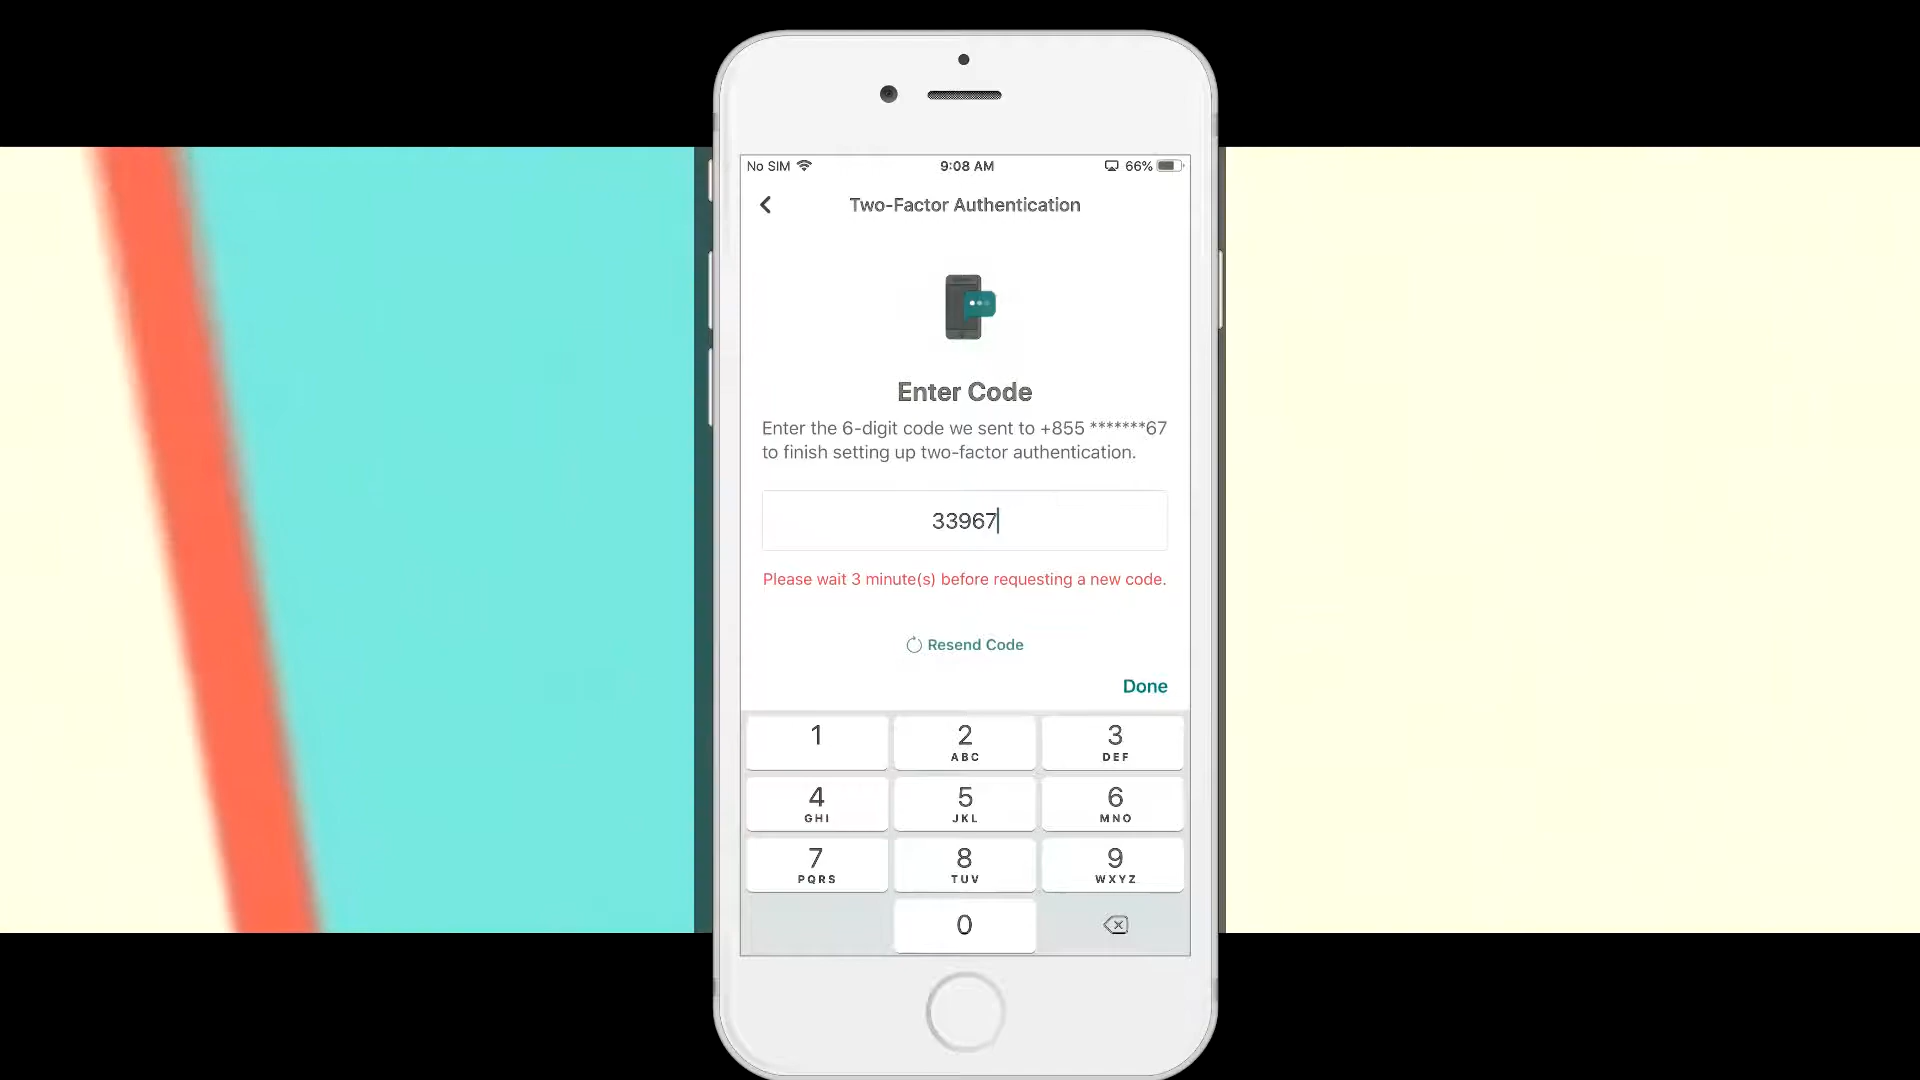 No SIM 9:08 AM 66%
Two-Factor Authentication
Enter Code
Enter the 6-digit code we sent to +855 *******67
to finish setting up two-factor authentication.
33967
Please wait 3 minute(s) before requesting a new code.
Resend Code
Done
1 2 3
ABC DEF
4 5 6
GHI JKL MNO
7 8 9
PQRS TUV WXYZ
0